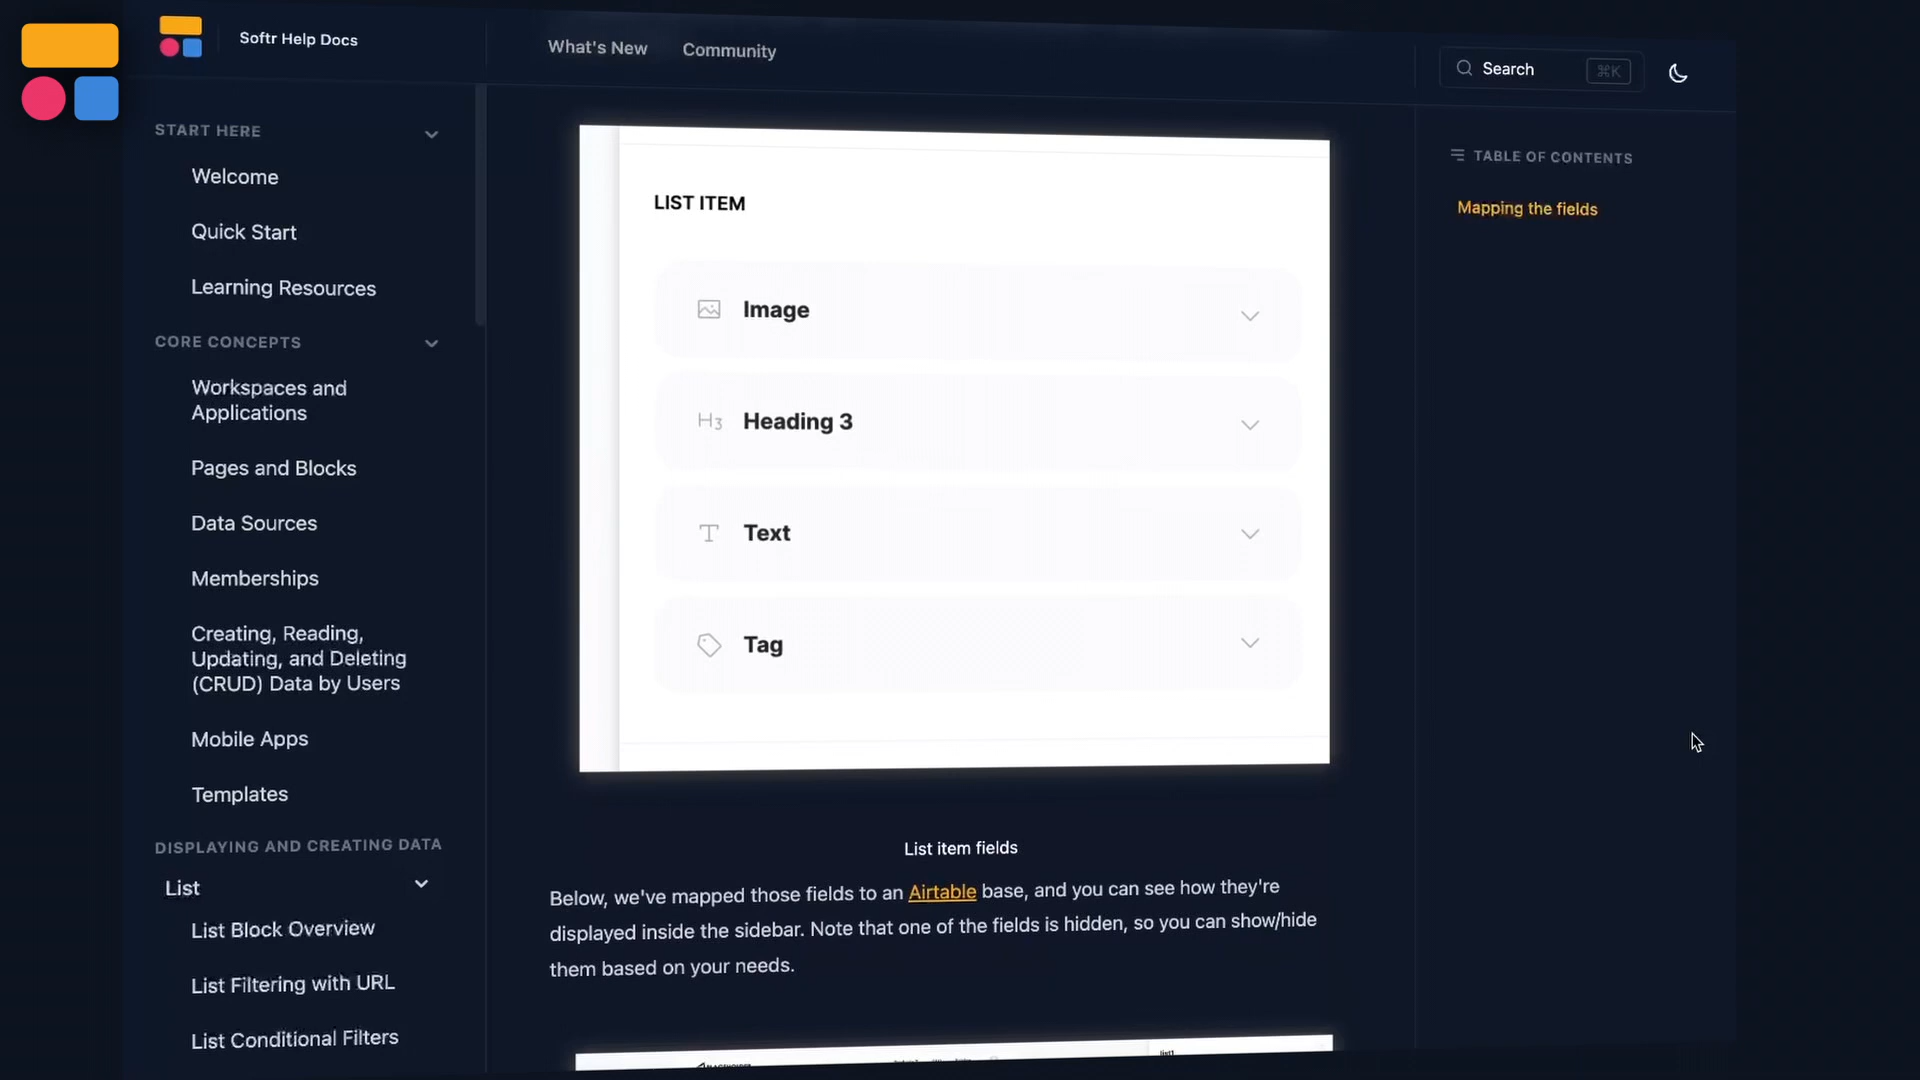 Softr Help Docs
What's New
Community
Search
⌘K
START HERE
Welcome
Quick Start
Learning Resources
CORE CONCEPTS
Workspaces and
Applications
Pages and Blocks
Data Sources
Memberships
Creating, Reading,
Updating, and Deleting
(CRUD) Data by Users
Mobile Apps
Templates
DISPLAYING AND CREATING DATA
List
List Block Overview
List Filtering with URL
List Conditional Filters
LIST ITEM
Image
H3 Heading 3
Text
Tag
List item fields
Below, we've mapped those fields to an Airtable base, and you can see how they're
displayed inside the sidebar. Note that one of the fields is hidden, so you can show/hide
them based on your needs.
list1
TABLE OF CONTENTS
Mapping the fields